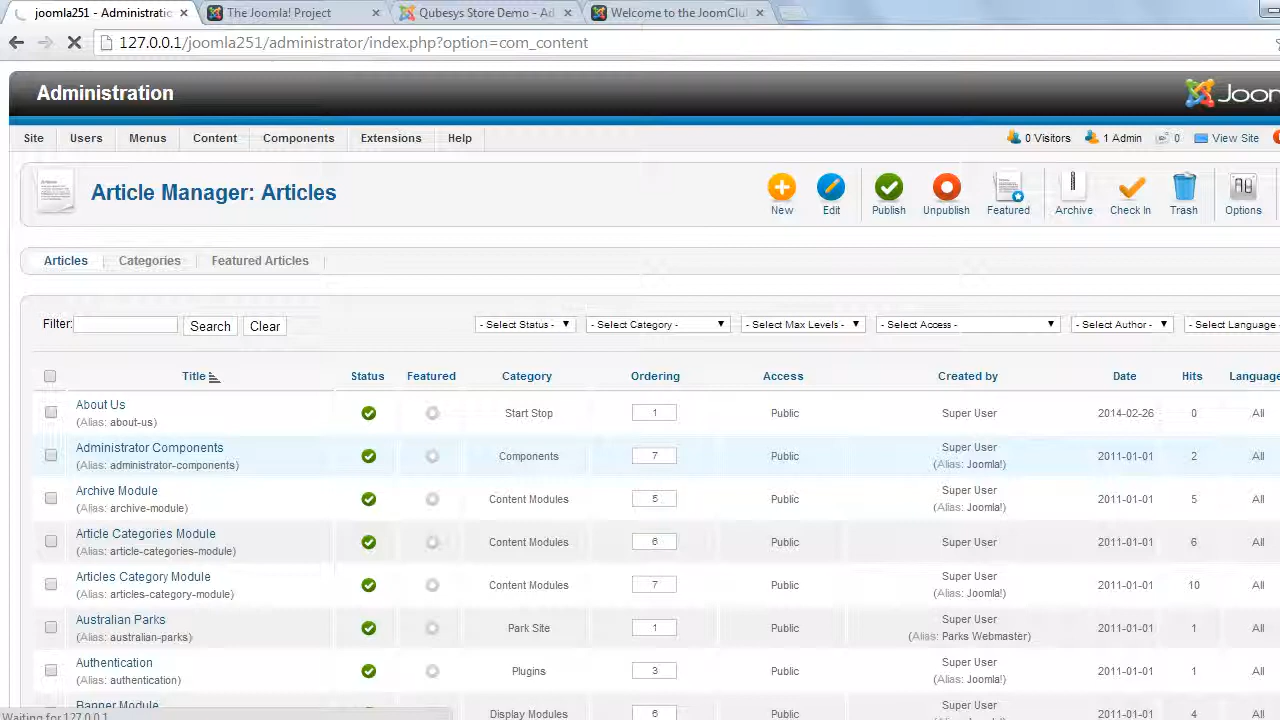 joomla251 - Administratio The Joomla! Project Qubesys Store Demo - Ad Welcome to the JoomClu
127.0.0.1/joomla251/administrator/index.php?option=com_content
Administration
Site Users Menus Content Components Extensions Help 0 Visitors 1 Admin 0 View Site
Article Manager: Articles
New Edit Publish Unpublish Featured Archive Check In Trash Options
Articles Categories Featured Articles
Filter: Search Clear - Select Status - - Select Category - - Select Max Levels - - Select Access - - Select Author - - Select Language
Title Status Featured Category Ordering Access Created by Date Hits Language
About Us
(Alias: about-us) Start Stop 1 Public Super User 2014-02-26 0 All
Administrator Components
(Alias: administrator-components) Components 7 Public Super User (Alias: Joomla!) 2011-01-01 2 All
Archive Module
(Alias: archive-module) Content Modules 5 Public Super User (Alias: Joomla!) 2011-01-01 5 All
Article Categories Module
(Alias: article-categories-module) Content Modules 6 Public Super User 2011-01-01 6 All
Articles Category Module
(Alias: articles-category-module) Content Modules 7 Public Super User (Alias: Joomla!) 2011-01-01 10 All
Australian Parks
(Alias: australian-parks) Park Site 1 Public Super User (Alias: Parks Webmaster) 2011-01-01 1 All
Authentication
(Alias: authentication) Plugins 3 Public Super User (Alias: Joomla!) 2011-01-01 1 All
Banner Module
Display Modules 6 Public Super User 2011-01-01 4 All
Waiting for 127.0.0.1